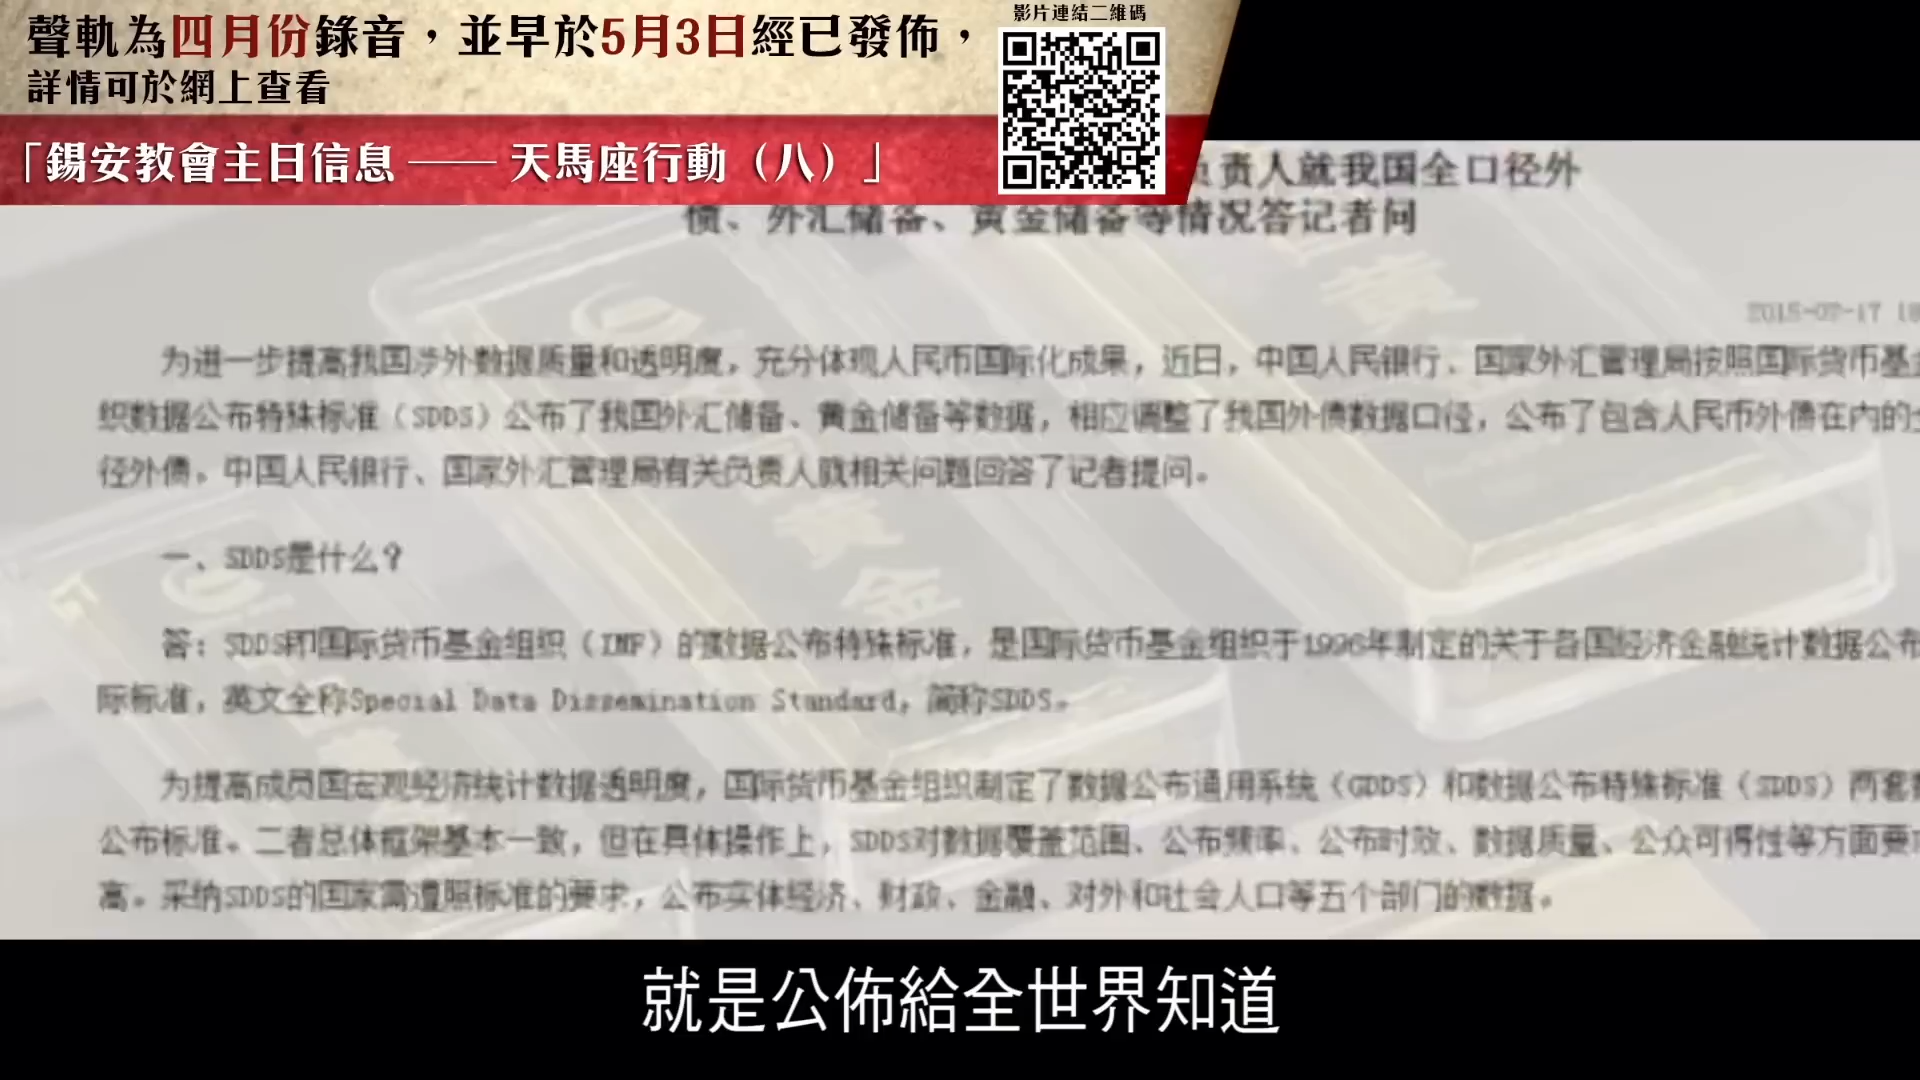 聲軌為四月份錄音，並早於5月3日經已發佈，
詳情可於網上查看
影片連結二維碼
「錫安教會主日信息 —— 天馬座行動（八）」
负责人就我国全口径外
债、外汇储备、黄金储备等情况答记者问
2015-07-17 18
为进一步提高我国涉外数据质量和透明度，充分体现人民币国际化成果，近日，中国人民银行、国家外汇管理局按照国际货币基金
织数据公布特殊标准（SDDS）公布了我国外汇储备、黄金储备等数据，相应调整了我国外债数据口径，公布了包含人民币外债在内的全
径外债。中国人民银行、国家外汇管理局有关负责人就相关问题回答了记者提问。
一、SDDS是什么？
答：SDDS即国际货币基金组织（IMF）的数据公布特殊标准，是国际货币基金组织于1996年制定的关于各国经济金融统计数据公布
际标准，英文全称Special Data Dissemination Standard，简称SDDS。
为提高成员国宏观经济统计数据透明度，国际货币基金组织制定了数据公布通用系统（GDDS）和数据公布特殊标准（SDDS）两套数
公布标准。二者总体框架基本一致，但在具体操作上，SDDS对数据覆盖范围、公布频率、公布时效、数据质量、公众可得性等方面要求
高。采纳SDDS的国家需遵照标准的要求，公布实体经济、财政、金融、对外和社会人口等五个部门的数据。
就是公佈給全世界知道